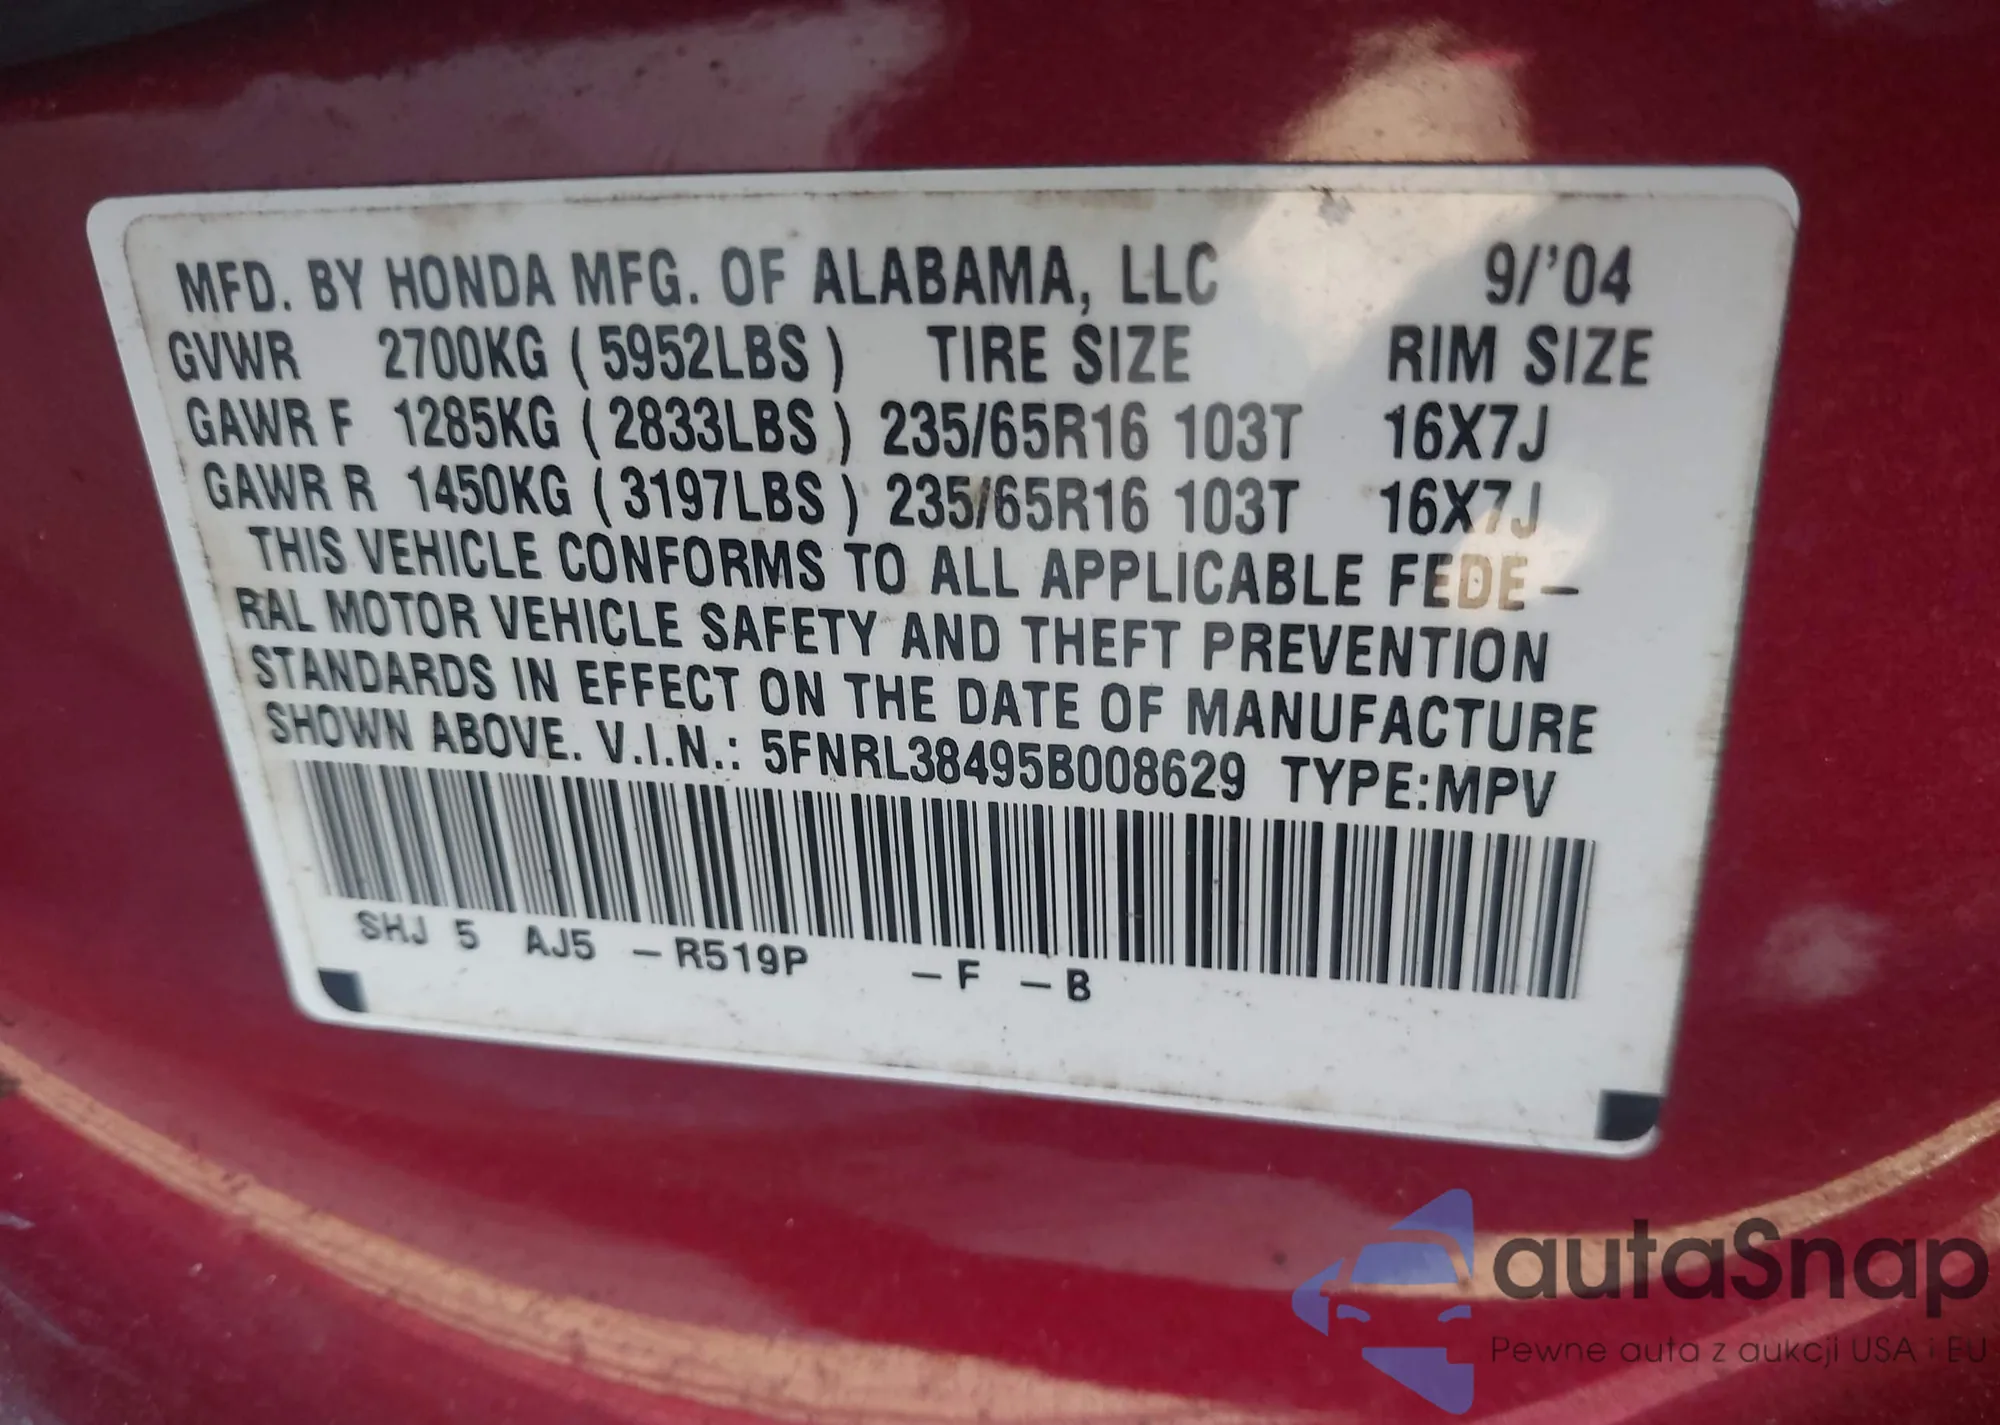 MFD. BY HONDA MFG. OF ALABAMA, LLC 9/'04
GVWR 2700KG (5952LBS) TIRE SIZE RIM SIZE
GAWR F 1285KG (2833LBS) 235/65R16 103T 16X7J
GAWR R 1450KG (3197LBS) 235/65R16 103T 16X7J
THIS VEHICLE CONFORMS TO ALL APPLICABLE FEDE-
RAL MOTOR VEHICLE SAFETY AND THEFT PREVENTION
STANDARDS IN EFFECT ON THE DATE OF MANUFACTURE
SHOWN ABOVE. V.I.N.: 5FNRL38495B008629 TYPE:MPV
SHJ 5 AJ5 -R519P -F -B
autaSnap
Pewne auta z aukcji USA i EU